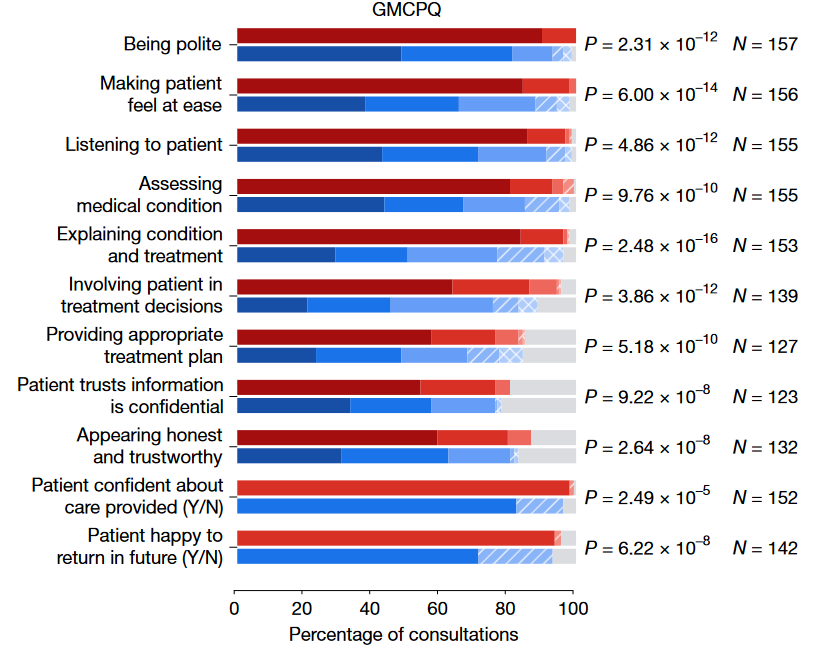 GMCPQ
Being polite
P = 2.31 × 10⁻¹² N = 157
Making patient
feel at ease
P = 6.00 × 10⁻¹⁴ N = 156
Listening to patient
P = 4.86 × 10⁻¹² N = 155
Assessing
medical condition
P = 9.76 × 10⁻¹⁰ N = 155
Explaining condition
and treatment
P = 2.48 × 10⁻¹⁶ N = 153
Involving patient in
treatment decisions
P = 3.86 × 10⁻¹² N = 139
Providing appropriate
treatment plan
P = 5.18 × 10⁻¹⁰ N = 127
Patient trusts information
is confidential
P = 9.22 × 10⁻⁸ N = 123
Appearing honest
and trustworthy
P = 2.64 × 10⁻⁸ N = 132
Patient confident about
care provided (Y/N)
P = 2.49 × 10⁻⁵ N = 152
Patient happy to
return in future (Y/N)
P = 6.22 × 10⁻⁸ N = 142
0 20 40 60 80 100
Percentage of consultations